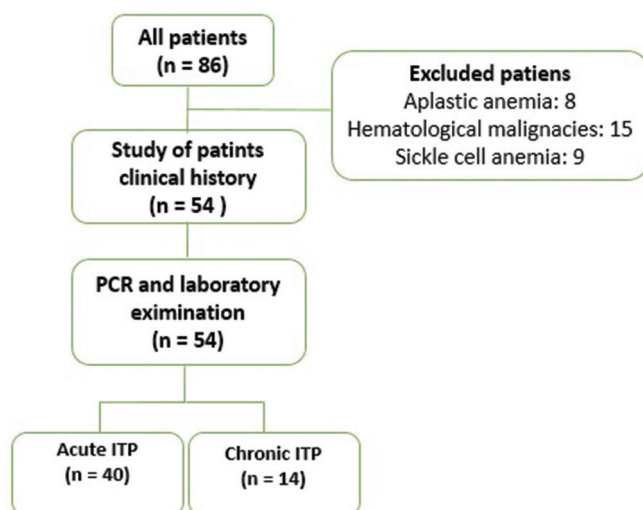 All patients
(n = 86)
Excluded patiens
Aplastic anemia: 8
Hematological malignacies: 15
Sickle cell anemia: 9
Study of patints
clinical history
(n = 54 )
PCR and laboratory
eximination
(n = 54)
Acute ITP
(n = 40)
Chronic ITP
(n = 14)